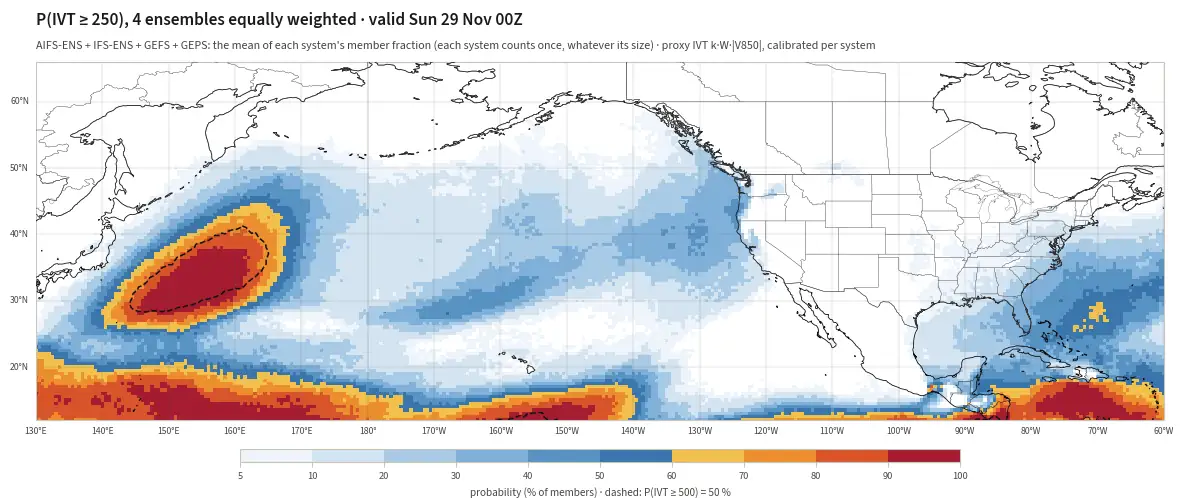 P(IVT ≥ 250), 4 ensembles equally weighted · valid Sun 29 Nov 00Z
AIFS-ENS + IFS-ENS + GEFS + GEPS: the mean of each system's member fraction (each system counts once, whatever its size) · proxy IVT k·W·|V850|, calibrated per system
60°N
50°N
40°N
30°N
20°N
130°E 140°E 150°E 160°E 170°E 180° 170°W 160°W 150°W 140°W 130°W 120°W 110°W 100°W 90°W 80°W 70°W 60°W
5 10 20 30 40 50 60 70 80 90 100
probability (% of members) · dashed: P(IVT ≥ 500) = 50 %